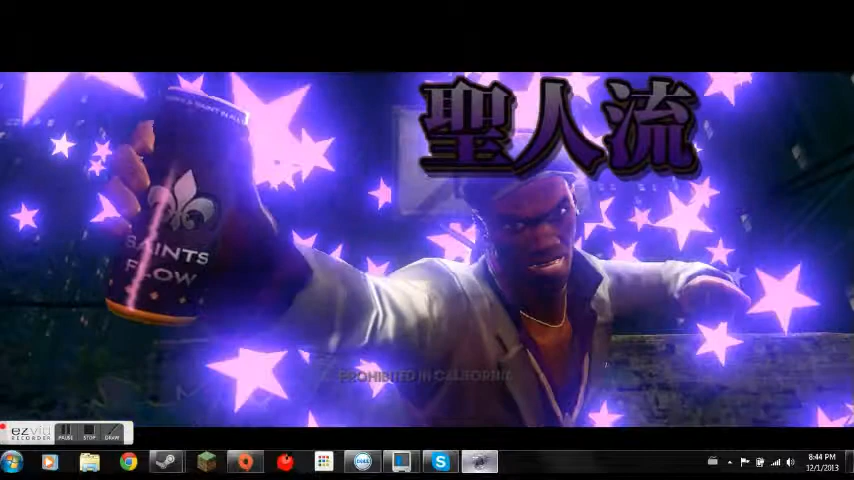 聖人流
SAINTS
FLOW
PROHIBITED IN CALIFORNIA
ezvid
RECORDER
PAUSE
STOP
DRAW
DELL
S
8:44 PM
12/1/2013